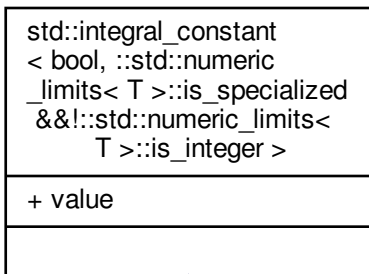 std::integral_constant
< bool, ::std::numeric
_limits< T >::is_specialized
&&!::std::numeric_limits<
T >::is_integer >
+ value